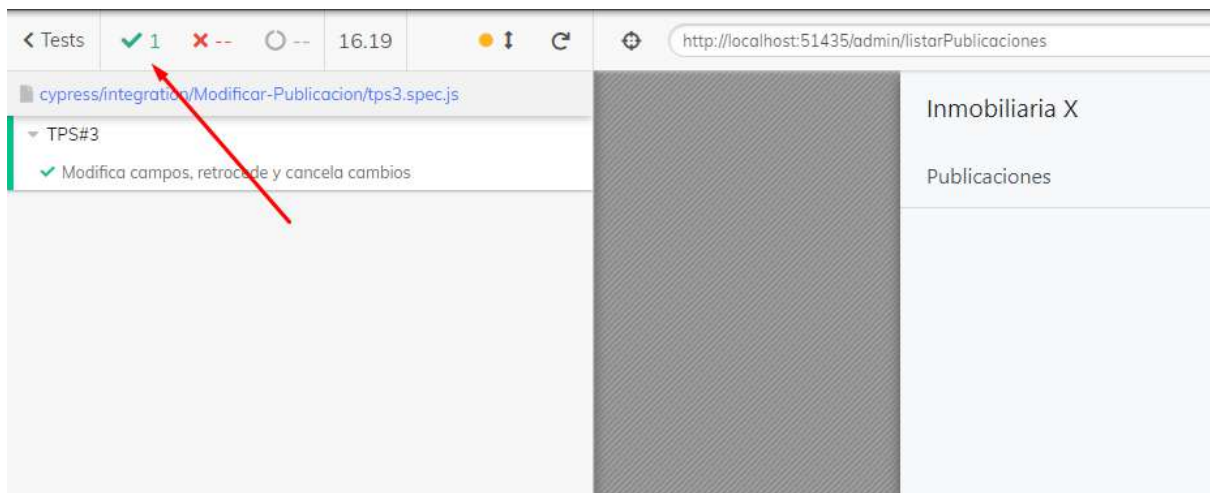 Tests 1 -- -- 16.19 http://localhost:51435/admin/listarPublicaciones
cypress/integration/Modificar-Publicacion/tps3.spec.js
TPS#3
Modifica campos, retrocede y cancela cambios
Inmobiliaria X
Publicaciones